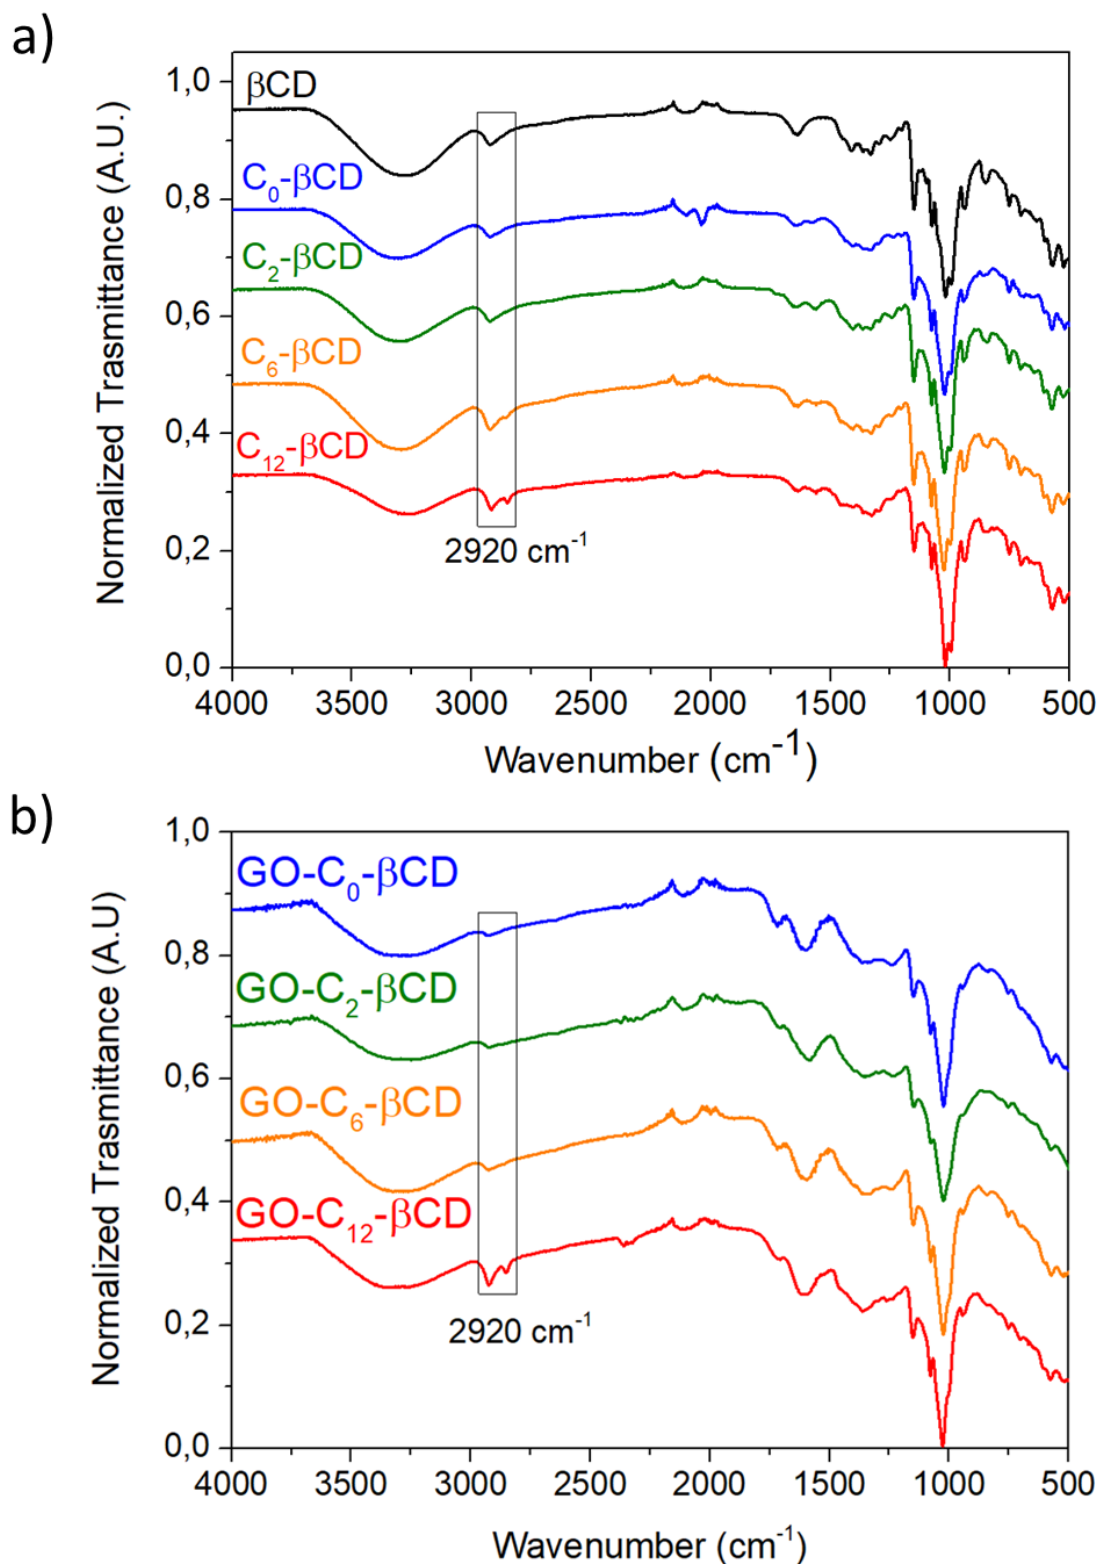 a)
Normalized Trasmittance (A.U.)
1,0
0,8
0,6
0,4
0,2
0,0
βCD
C₀-βCD
C₂-βCD
C₆-βCD
C₁₂-βCD
2920 cm⁻¹
4000 3500 3000 2500 2000 1500 1000 500
Wavenumber (cm⁻¹)
b)
Normalized Trasmittance (A.U)
1,0
0,8
0,6
0,4
0,2
0,0
GO-C₀-βCD
GO-C₂-βCD
GO-C₆-βCD
GO-C₁₂-βCD
2920 cm⁻¹
4000 3500 3000 2500 2000 1500 1000 500
Wavenumber (cm⁻¹)